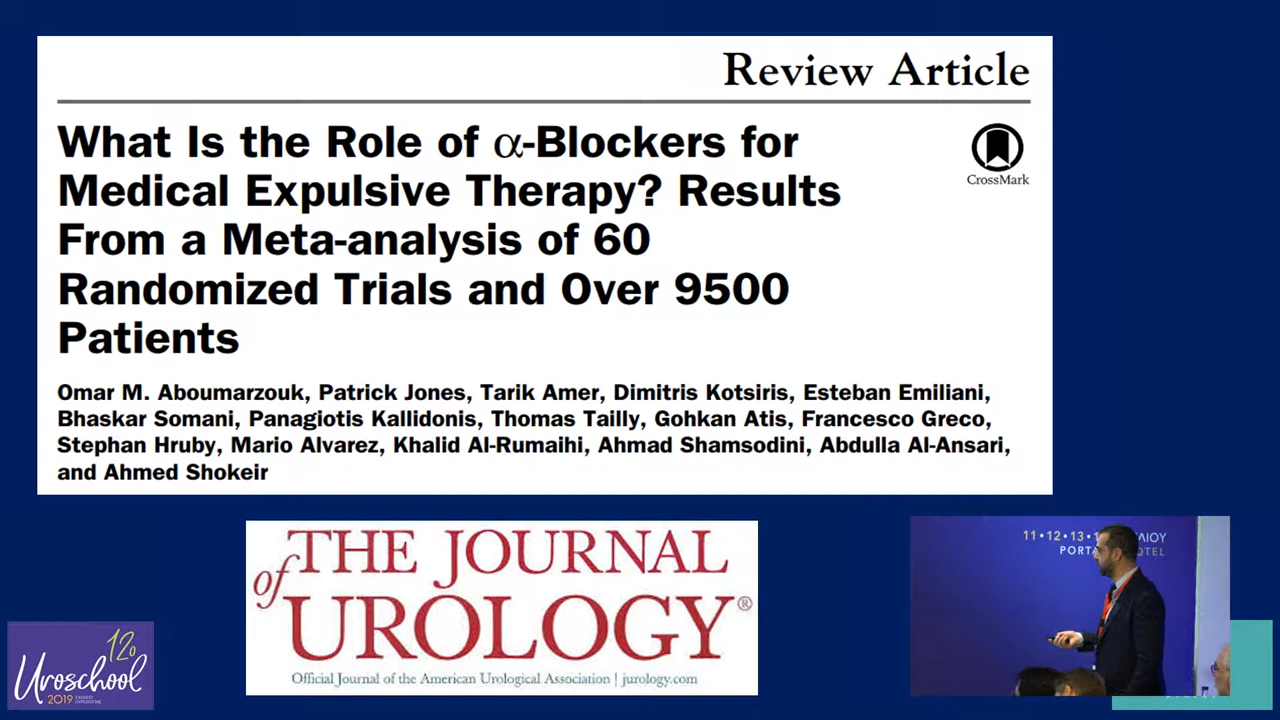 Review Article
What Is the Role of α-Blockers for
Medical Expulsive Therapy? Results
From a Meta-analysis of 60
Randomized Trials and Over 9500
Patients
CrossMark
Omar M. Aboumarzouk, Patrick Jones, Tarik Amer, Dimitris Kotsiris, Esteban Emiliani,
Bhaskar Somani, Panagiotis Kallidonis, Thomas Tailly, Gohkan Atis, Francesco Greco,
Stephan Hruby, Mario Alvarez, Khalid Al-Rumaihi, Ahmad Shamsodini, Abdulla Al-Ansari,
and Ahmed Shokeir
THE JOURNAL
of UROLOGY®
Official Journal of the American Urological Association | jurology.com
12ο
Uroschool
2019
11•12•13•1